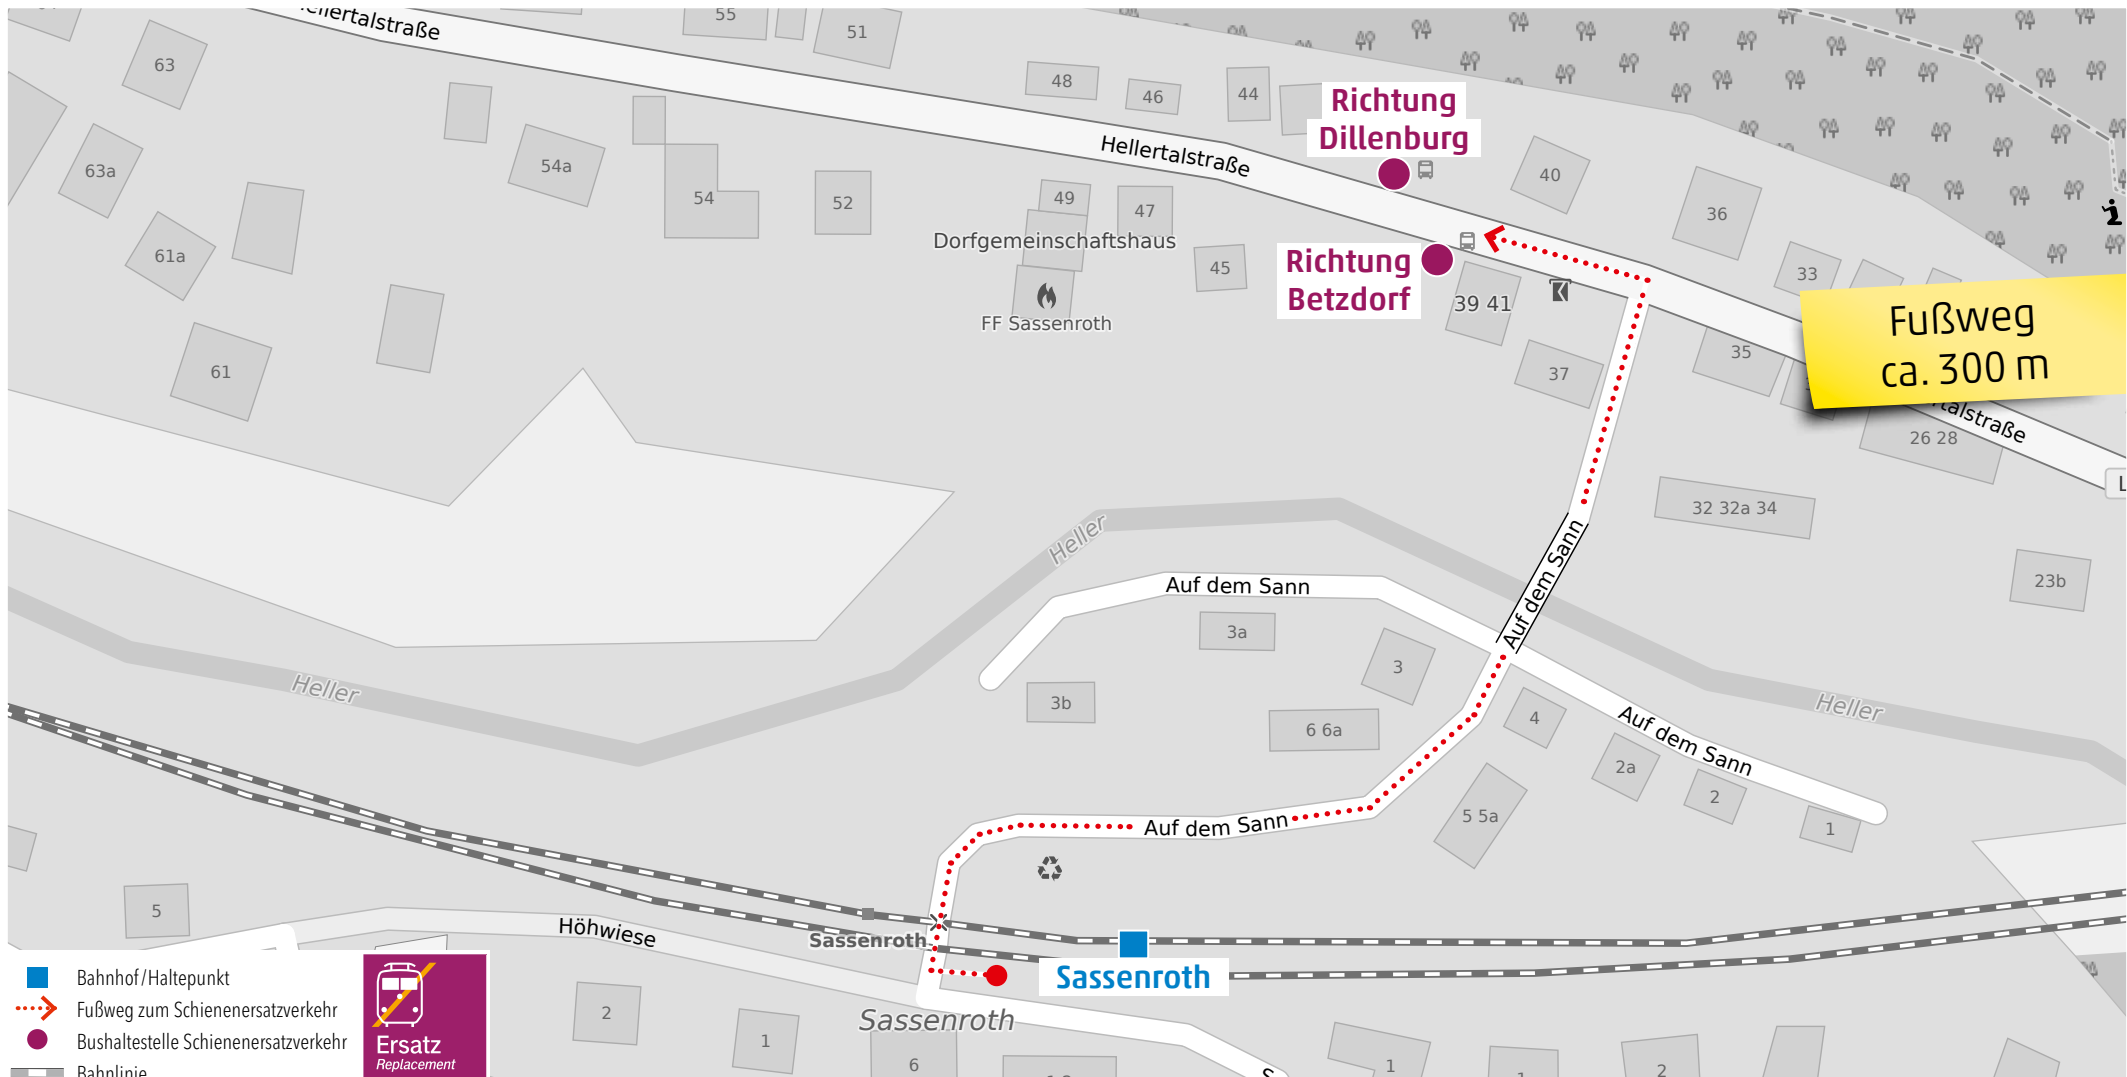 Hellertalstraße
55
51
63
48
46
44
Richtung
Dillenburg
Hellertalstraße
63a
54a
40
54
52
49
47
36
Dorfgemeinschaftshaus
61a
45
Richtung
Betzdorf
33
39 41
FF Sassenroth
Fußweg
ca. 300 m
61
37
35
26 28
32 32a 34
Heller
Auf dem Sann
Auf dem Sann
23b
3a
3
Heller
3b
6 6a
4
Auf dem Sann
Heller
2a
2
5 5a
1
Auf dem Sann
5
Höhwiese
Sassenroth
Sassenroth
Sassenroth
2
1
6
1
2
Bahnhof/Haltepunkt
Fußweg zum Schienenersatzverkehr
Bushaltestelle Schienenersatzverkehr
Bahnlinie
Ersatz
Replacement